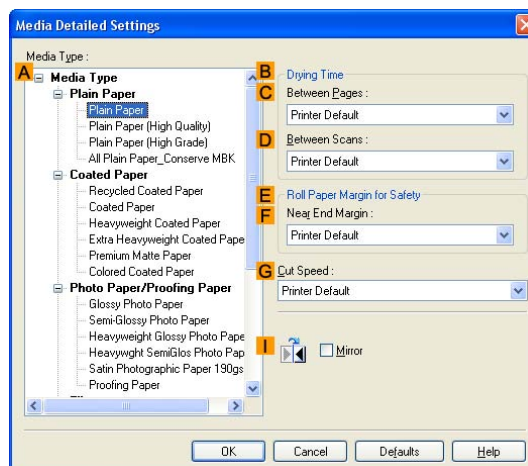 Media Detailed Settings
Media Type :
A
Media Type
Plain Paper
Plain Paper
Plain Paper (High Quality)
Plain Paper (High Grade)
All Plain Paper_Conserve MBK
Coated Paper
Recycled Coated Paper
Coated Paper
Heavyweight Coated Paper
Extra Heavyweight Coated Pape
Premium Matte Paper
Colored Coated Paper
Photo Paper/Proofing Paper
Glossy Photo Paper
Semi-Glossy Photo Paper
Heavyweight Glossy Photo Pape
Heavywght SemiGlos Photo Pap
Satin Photographic Paper 190gs
Proofing Paper
B Drying Time
C Between Pages :
Printer Default
D Between Scans :
Printer Default
E Roll Paper Margin for Safety
F Near End Margin :
Printer Default
G Cut Speed :
Printer Default
I Mirror
OK Cancel Defaults Help